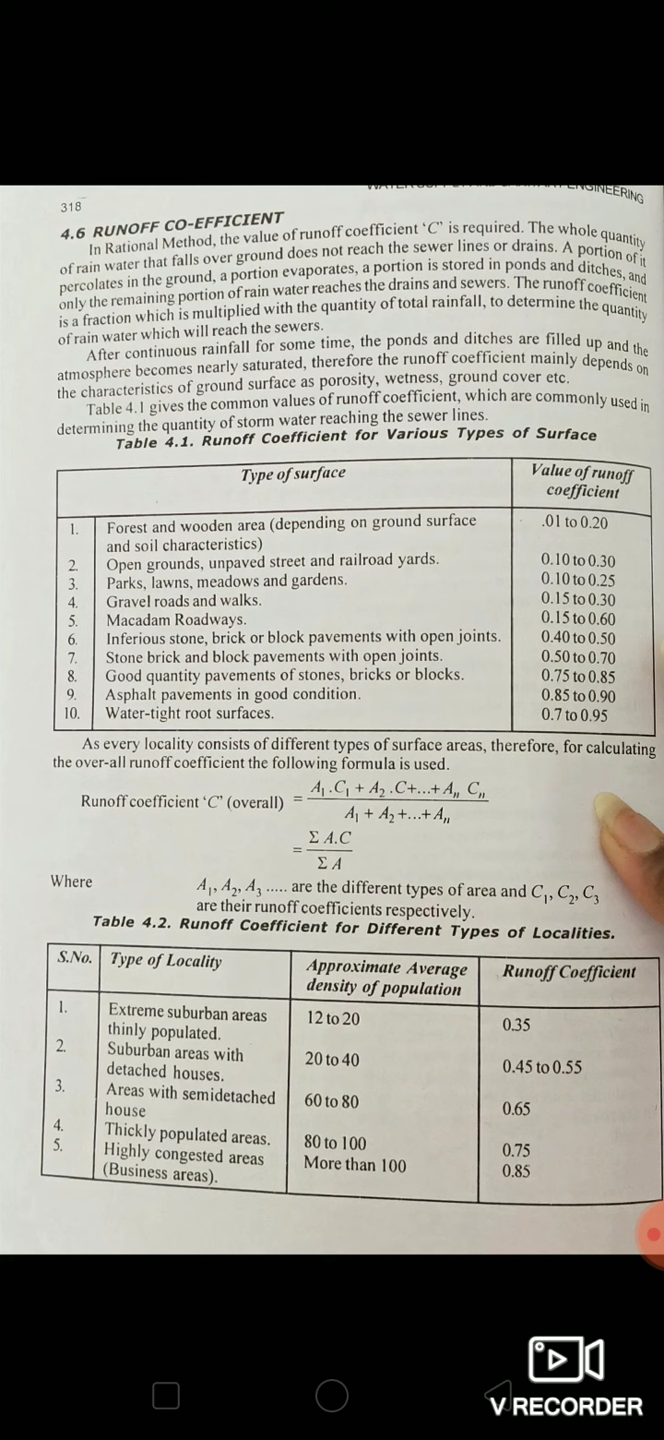 318
ENGINEERING
4.6 RUNOFF CO-EFFICIENT
In Rational Method, the value of runoff coefficient ‘C’ is required. The whole quantity
of rain water that falls over ground does not reach the sewer lines or drains. A portion of it
percolates in the ground, a portion evaporates, a portion is stored in ponds and ditches, and
only the remaining portion of rain water reaches the drains and sewers. The runoff coefficient
is a fraction which is multiplied with the quantity of total rainfall, to determine the quantity
of rain water which will reach the sewers.
After continuous rainfall for some time, the ponds and ditches are filled up and the
atmosphere becomes nearly saturated, therefore the runoff coefficient mainly depends on
the characteristics of ground surface as porosity, wetness, ground cover etc.
Table 4.1 gives the common values of runoff coefficient, which are commonly used in
determining the quantity of storm water reaching the sewer lines.
Table 4.1. Runoff Coefficient for Various Types of Surface
Type of surface Value of runoff
coefficient
1. Forest and wooden area (depending on ground surface .01 to 0.20
and soil characteristics)
2. Open grounds, unpaved street and railroad yards. 0.10 to 0.30
3. Parks, lawns, meadows and gardens. 0.10 to 0.25
4. Gravel roads and walks. 0.15 to 0.30
5. Macadam Roadways. 0.15 to 0.60
6. Inferious stone, brick or block pavements with open joints. 0.40 to 0.50
7. Stone brick and block pavements with open joints. 0.50 to 0.70
8. Good quantity pavements of stones, bricks or blocks. 0.75 to 0.85
9. Asphalt pavements in good condition. 0.85 to 0.90
10. Water-tight root surfaces. 0.7 to 0.95
As every locality consists of different types of surface areas, therefore, for calculating
the over-all runoff coefficient the following formula is used.
A₁.C₁ + A₂.C+...+Aₙ Cₙ
Runoff coefficient ‘C’ (overall) =
A₁ + A₂ +...+Aₙ
Σ A.C
=
Σ A
Where A₁, A₂, A₃ ..... are the different types of area and C₁, C₂, C₃
are their runoff coefficients respectively.
Table 4.2. Runoff Coefficient for Different Types of Localities.
S.No. Type of Locality Approximate Average Runoff Coefficient
density of population
1. Extreme suburban areas 12 to 20 0.35
thinly populated.
2. Suburban areas with 20 to 40 0.45 to 0.55
detached houses.
3. Areas with semidetached 60 to 80 0.65
house
4. Thickly populated areas. 80 to 100 0.75
5. Highly congested areas More than 100 0.85
(Business areas).
V RECORDER